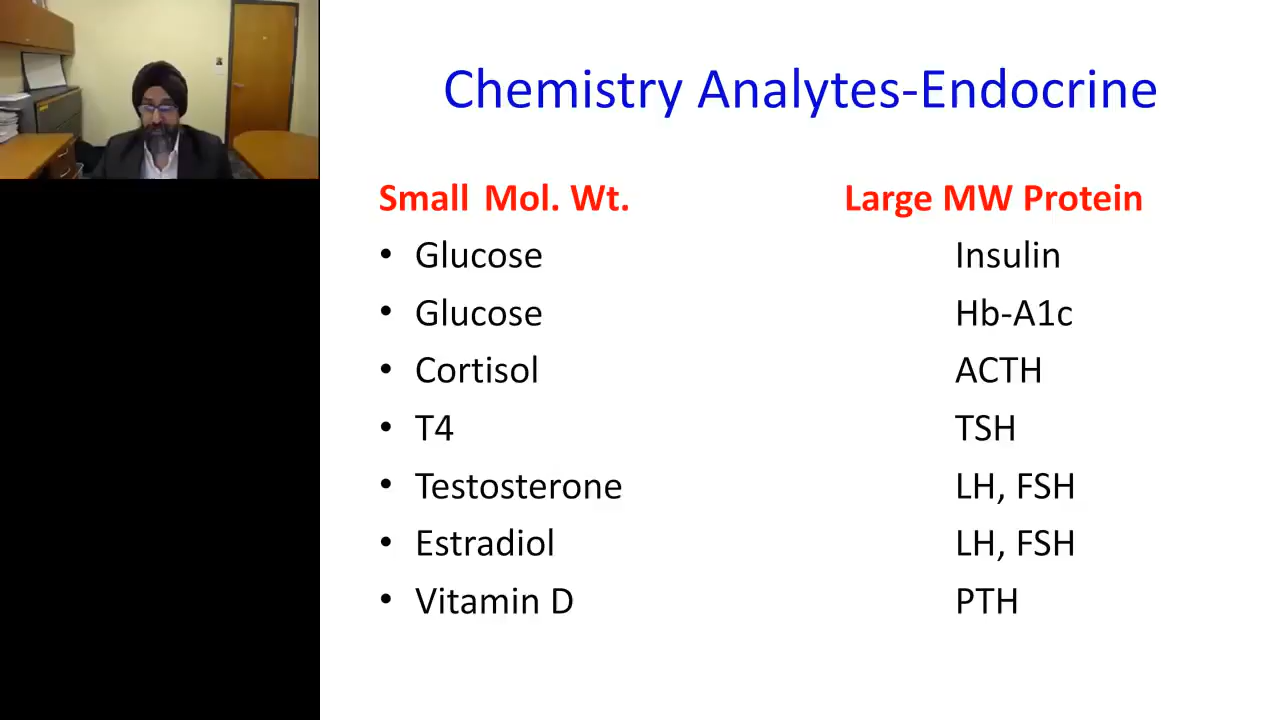 Chemistry Analytes-Endocrine
Small Mol. Wt. Large MW Protein
• Glucose Insulin
• Glucose Hb-A1c
• Cortisol ACTH
• T4 TSH
• Testosterone LH, FSH
• Estradiol LH, FSH
• Vitamin D PTH